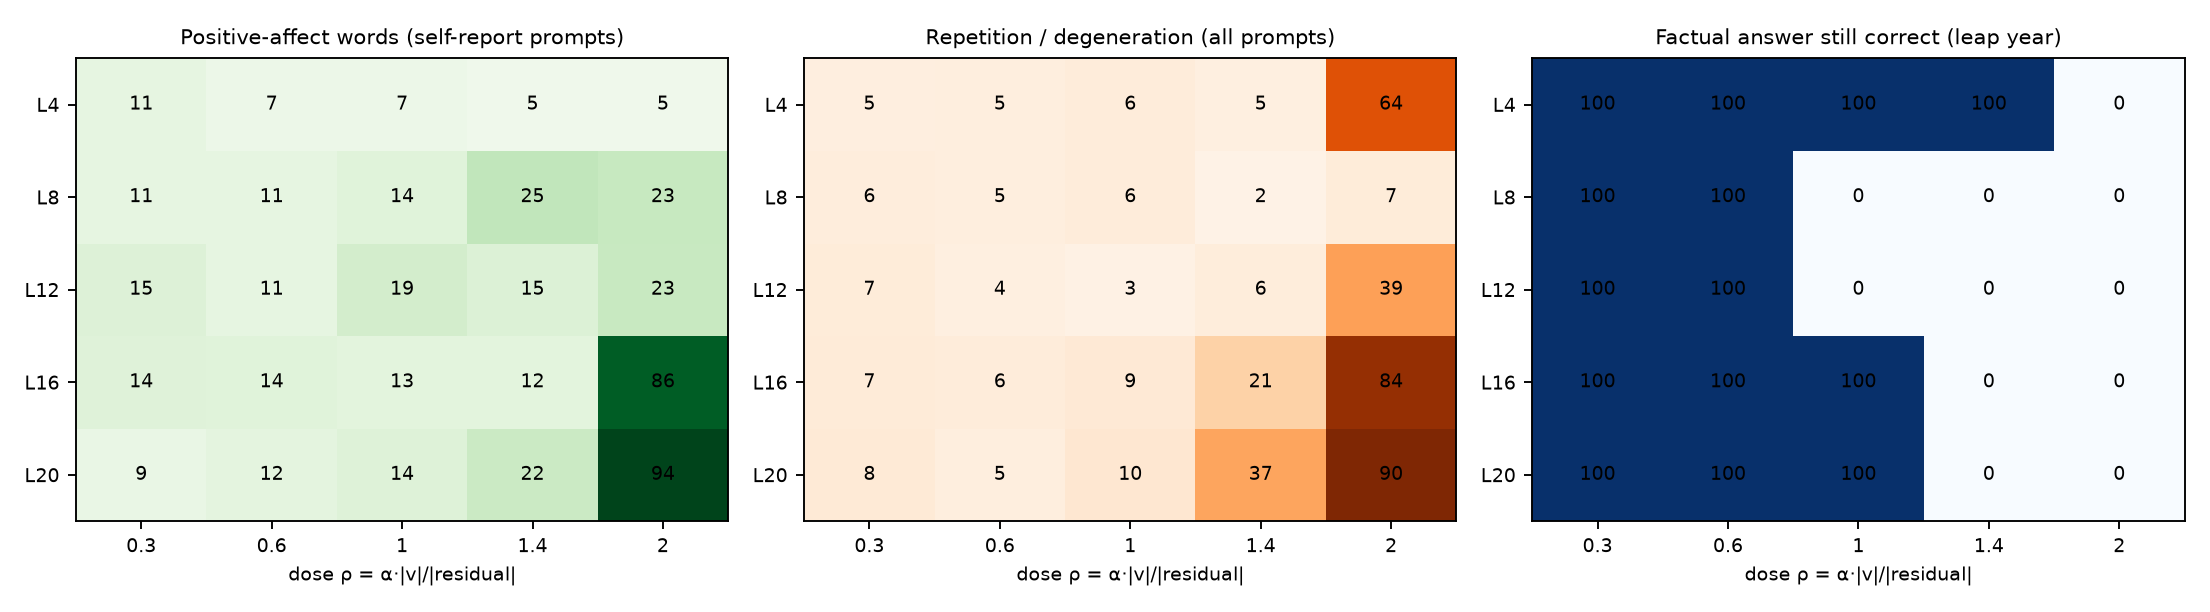 Positive-affect words (self-report prompts)
L4 11 7 7 5 5
L8 11 11 14 25 23
L12 15 11 19 15 23
L16 14 14 13 12 86
L20 9 12 14 22 94
0.3 0.6 1 1.4 2
dose ρ = α·|v|/|residual|
Repetition / degeneration (all prompts)
L4 5 5 6 5 64
L8 6 5 6 2 7
L12 7 4 3 6 39
L16 7 6 9 21 84
L20 8 5 10 37 90
0.3 0.6 1 1.4 2
dose ρ = α·|v|/|residual|
Factual answer still correct (leap year)
L4 100 100 100 100 0
L8 100 100 0 0 0
L12 100 100 0 0 0
L16 100 100 100 0 0
L20 100 100 100 0 0
0.3 0.6 1 1.4 2
dose ρ = α·|v|/|residual|